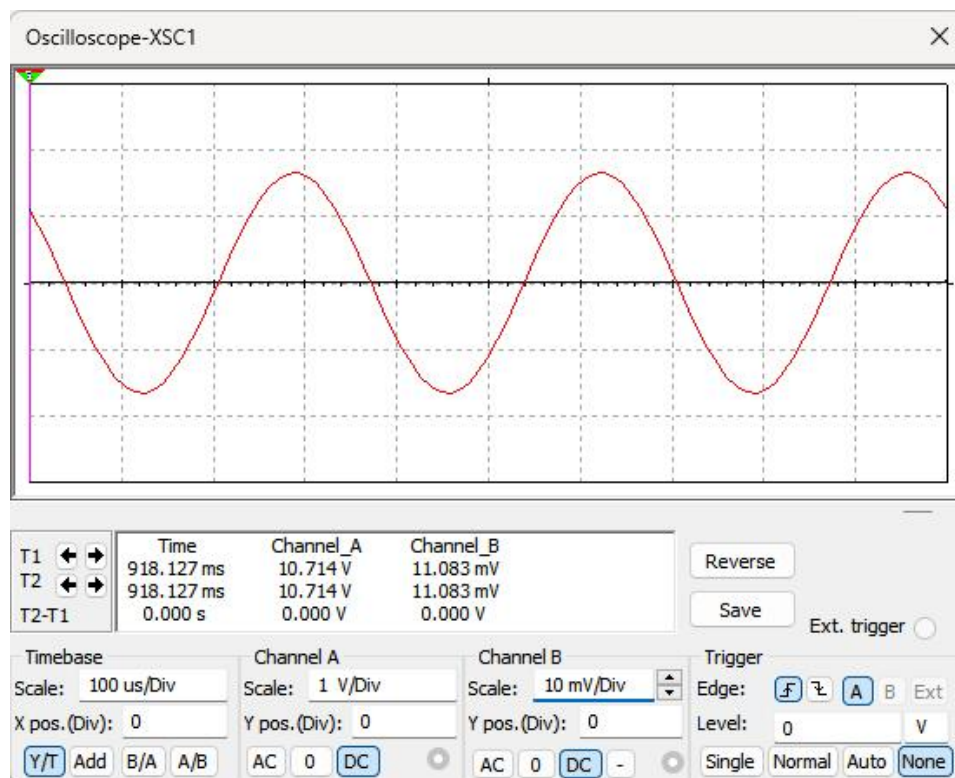 Oscilloscope-XSC1
Time Channel_A Channel_B
T1 918.127 ms 10.714 V 11.083 mV
T2 918.127 ms 10.714 V 11.083 mV
T2-T1 0.000 s 0.000 V 0.000 V
Reverse
Save
Ext. trigger
Timebase
Scale: 100 us/Div
X pos.(Div): 0
Y/T Add B/A A/B
Channel A
Scale: 1 V/Div
Y pos.(Div): 0
AC 0 DC
Channel B
Scale: 10 mV/Div
Y pos.(Div): 0
AC 0 DC -
Trigger
Edge: A B Ext
Level: 0 V
Single Normal Auto None